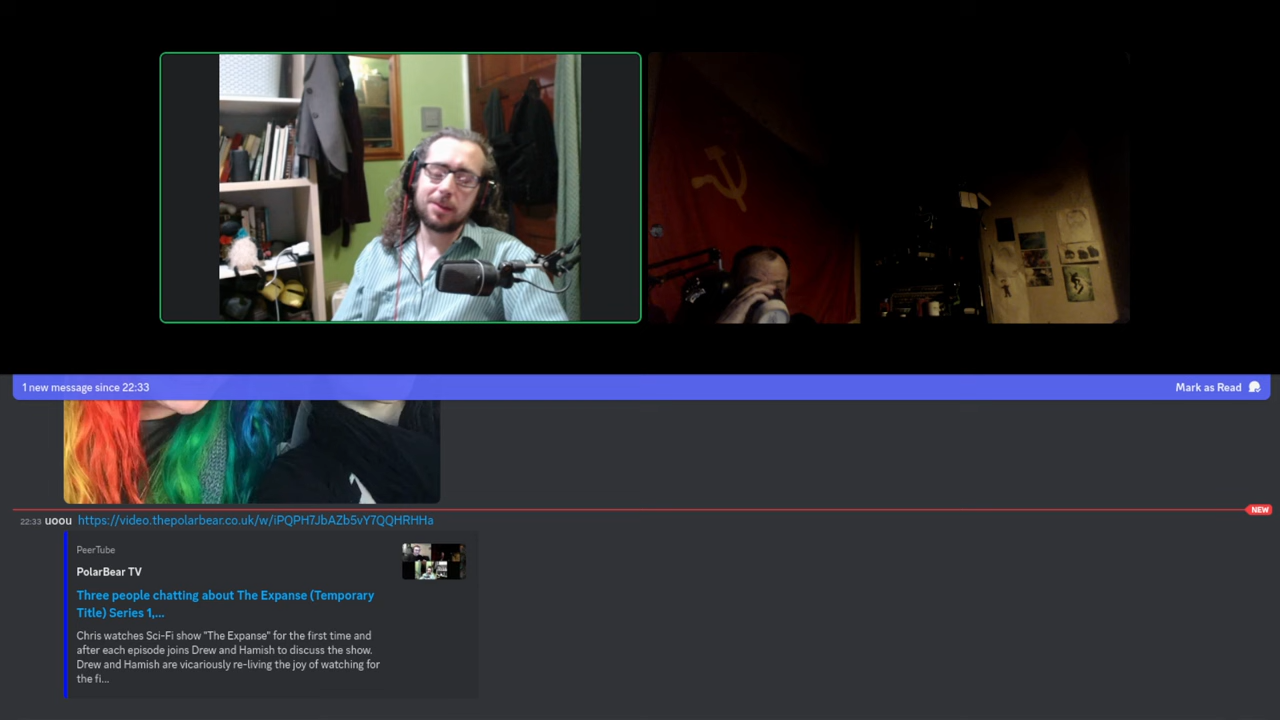 1 new message since 22:33
Mark as Read
NEW
22:33 uoou https://video.thepolarbear.co.uk/w/iPQPH7JbAZb5vY7QQHRHHa
PeerTube
PolarBear TV
Three people chatting about The Expanse (Temporary
Title) Series 1,...
Chris watches Sci-Fi show "The Expanse" for the first time and
after each episode joins Drew and Hamish to discuss the show.
Drew and Hamish are vicariously re-living the joy of watching for
the fi...